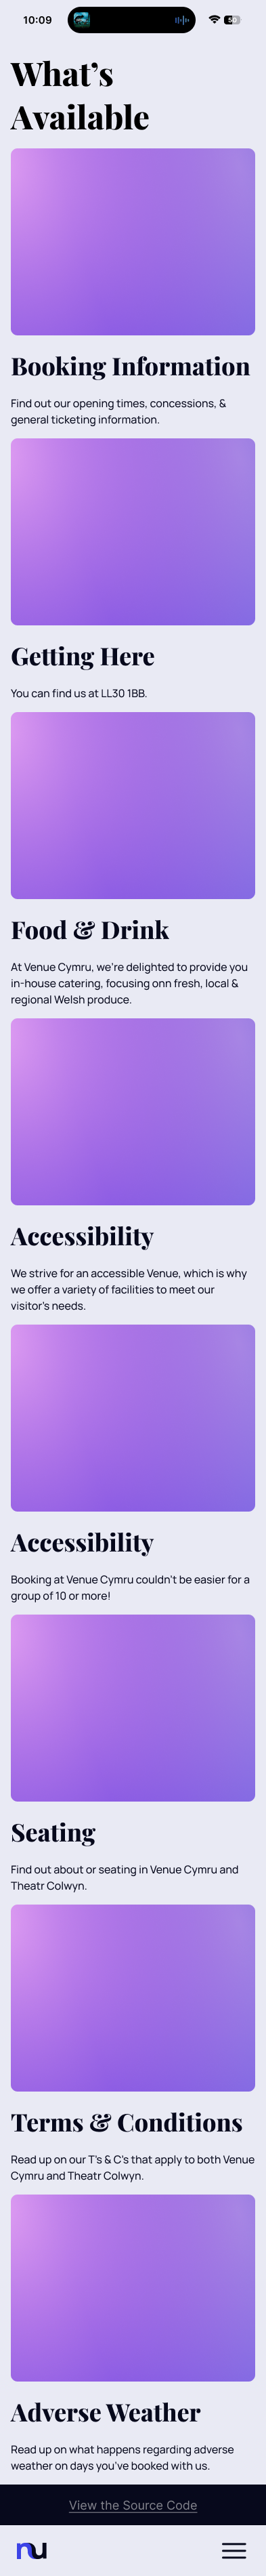 10:09
What's
Available
Booking Information
Find out our opening times, concessions, &
general ticketing information.
Getting Here
You can find us at LL30 1BB.
Food & Drink
At Venue Cymru, we're delighted to provide you
in-house catering, focusing onn fresh, local &
regional Welsh produce.
Accessibility
We strive for an accessible Venue, which is why
we offer a variety of facilities to meet our
visitor's needs.
Accessibility
Booking at Venue Cymru couldn't be easier for a
group of 10 or more!
Seating
Find out about or seating in Venue Cymru and
Theatr Colwyn.
Terms & Conditions
Read up on our T's & C's that apply to both Venue
Cymru and Theatr Colwyn.
Adverse Weather
Read up on what happens regarding adverse
weather on days you've booked with us.
View the Source Code